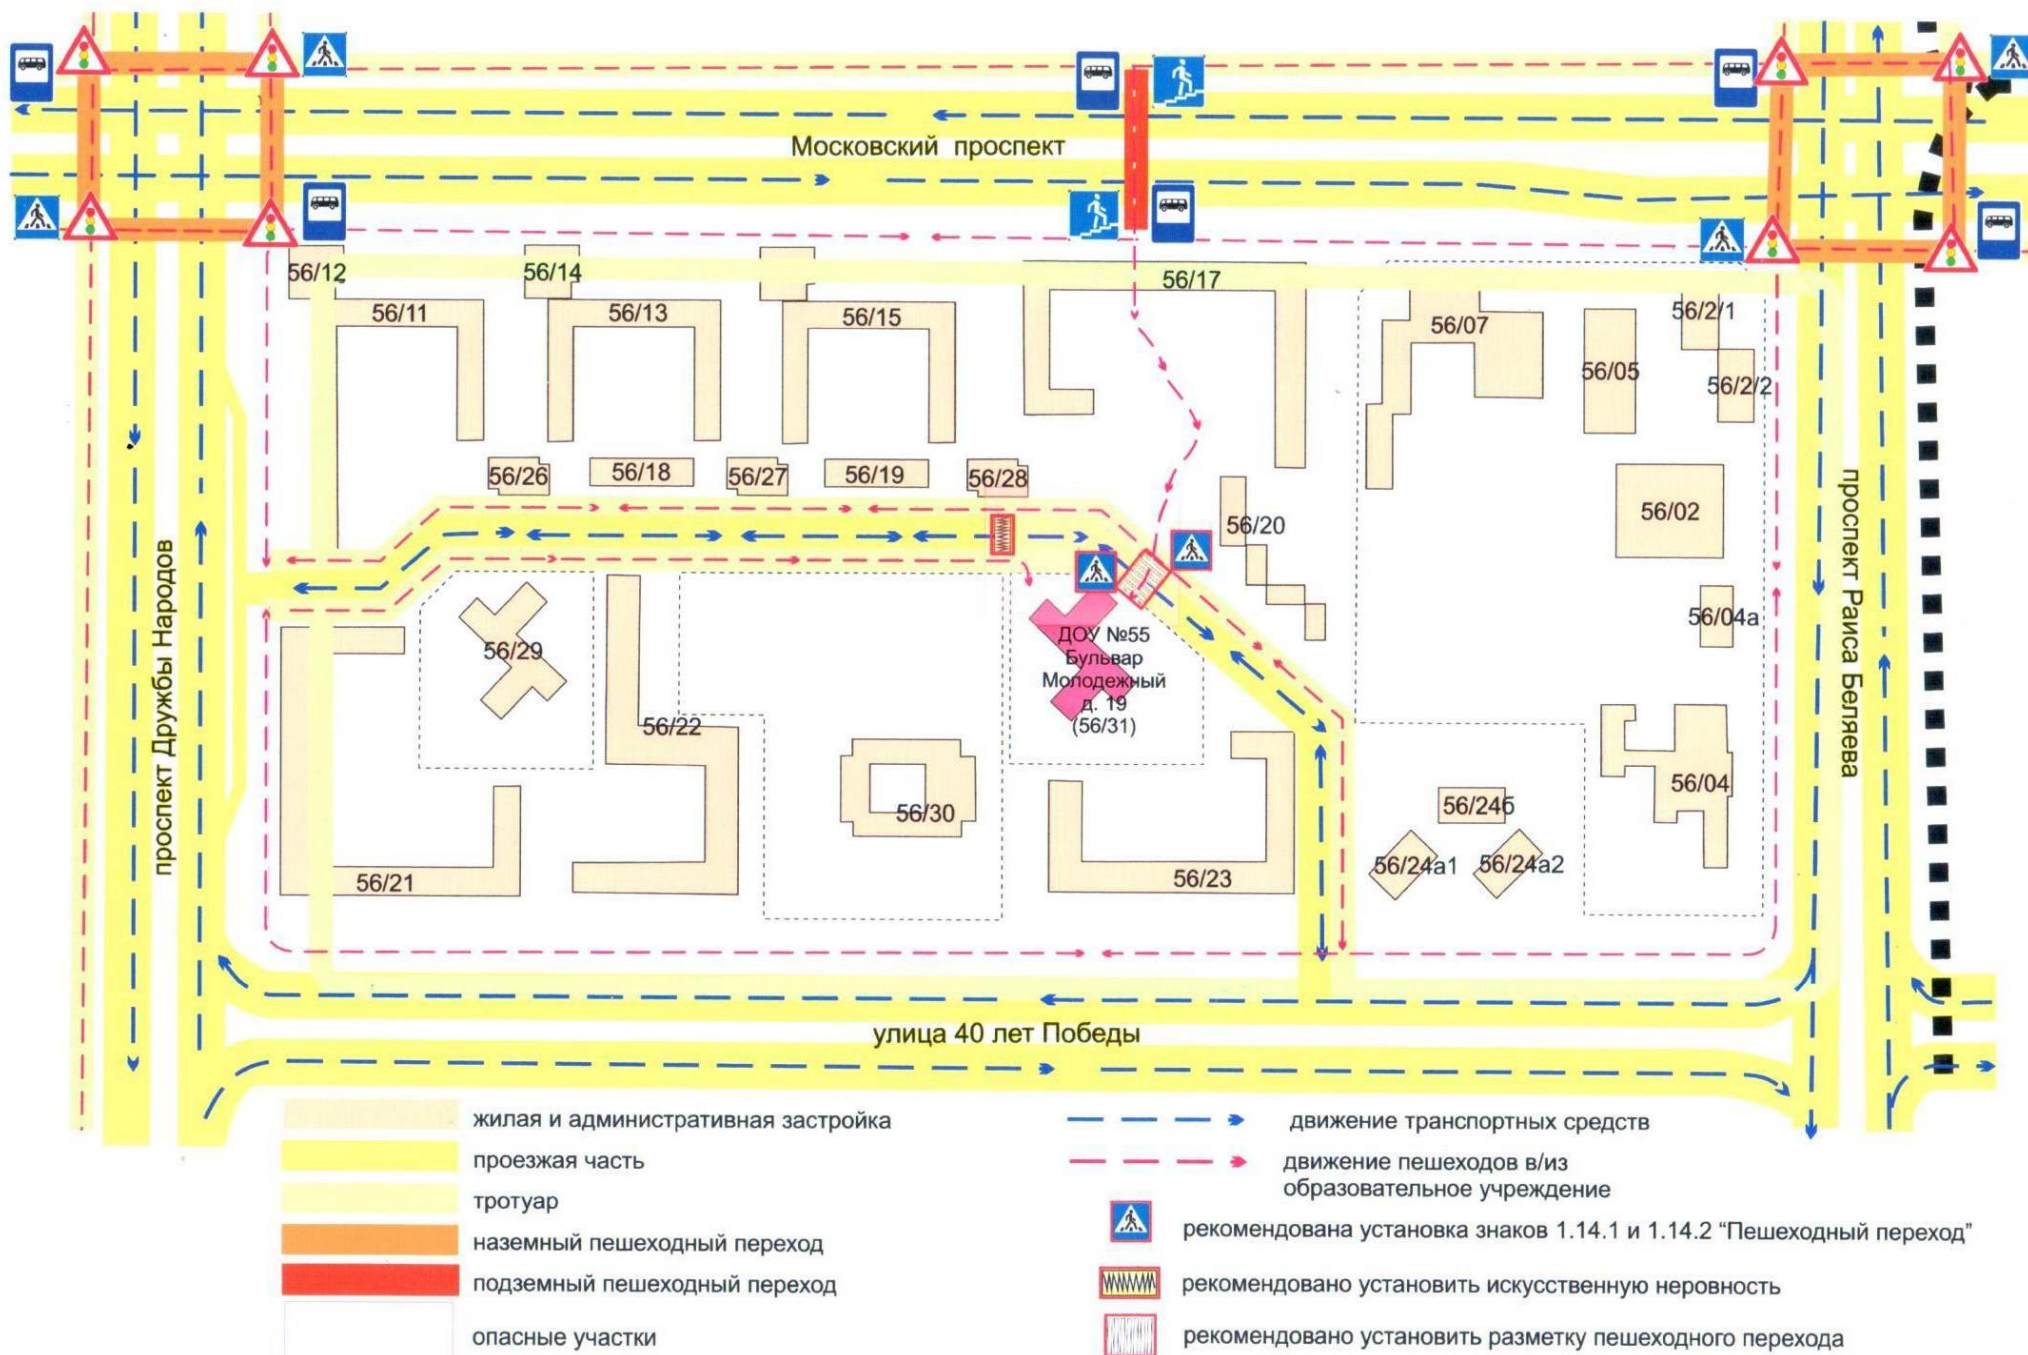 Московский проспект
56/12
56/14
56/17
56/11
56/13
56/15
56/07
56/05
56/2/1
56/2/2
56/26
56/18
56/27
56/19
56/28
56/20
56/02
проспект Дружбы Народов
проспект Раиса Беляева
56/04а
56/29
ДОУ №55
Бульвар
Молодежный
д. 19
(56/31)
56/22
56/30
56/04
56/24б
56/24а1
56/24а2
56/21
56/23
улица 40 лет Победы
жилая и административная застройка
проезжая часть
тротуар
наземный пешеходный переход
подземный пешеходный переход
опасные участки
движение транспортных средств
движение пешеходов в/из
образовательное учреждение
рекомендована установка знаков 1.14.1 и 1.14.2 "Пешеходный переход"
рекомендовано установить искусственную неровность
рекомендовано установить разметку пешеходного перехода